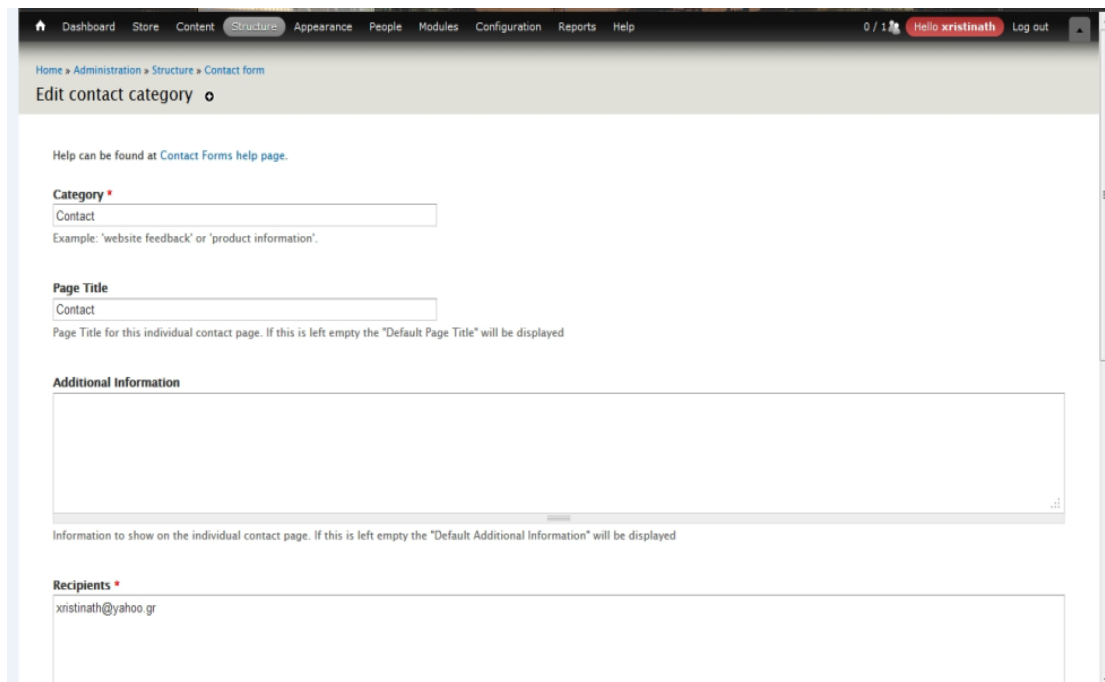 Dashboard Store Content Structure Appearance People Modules Configuration Reports Help 0 / 1 Hello xristinath Log out
Home » Administration » Structure » Contact form
Edit contact category
Help can be found at Contact Forms help page.
Category *
Contact
Example: 'website feedback' or 'product information'.
Page Title
Contact
Page Title for this individual contact page. If this is left empty the "Default Page Title" will be displayed
Additional Information
Information to show on the individual contact page. If this is left empty the "Default Additional Information" will be displayed
Recipients *
xristinath@yahoo.gr